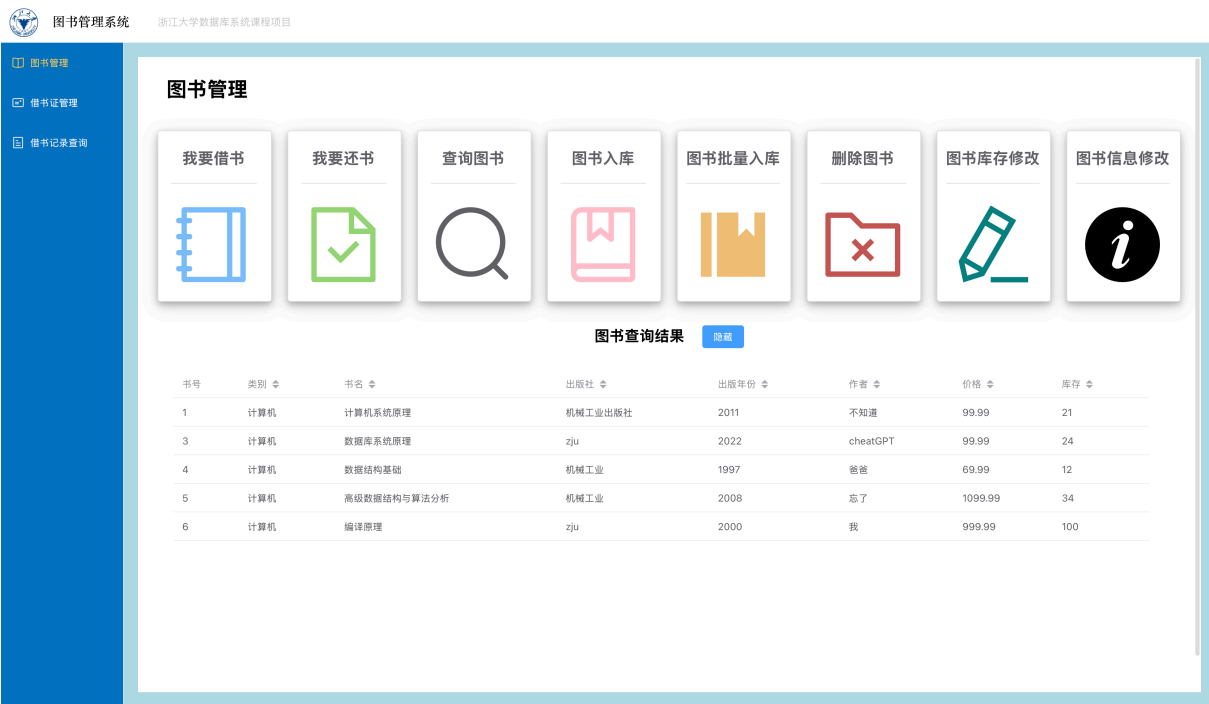 图书管理系统 浙江大学数据库系统课程项目
图书管理
借书证管理
借书记录查询
图书管理
我要借书 我要还书 查询图书 图书入库 图书批量入库 删除图书 图书库存修改 图书信息修改
图书查询结果 隐藏
书号 类别 书名 出版社 出版年份 作者 价格 库存
1 计算机 计算机系统原理 机械工业出版社 2011 不知道 99.99 21
3 计算机 数据库系统原理 zju 2022 cheatGPT 99.99 24
4 计算机 数据结构基础 机械工业 1997 爸爸 69.99 12
5 计算机 高级数据结构与算法分析 机械工业 2008 忘了 1099.99 34
6 计算机 编译原理 zju 2000 我 999.99 100